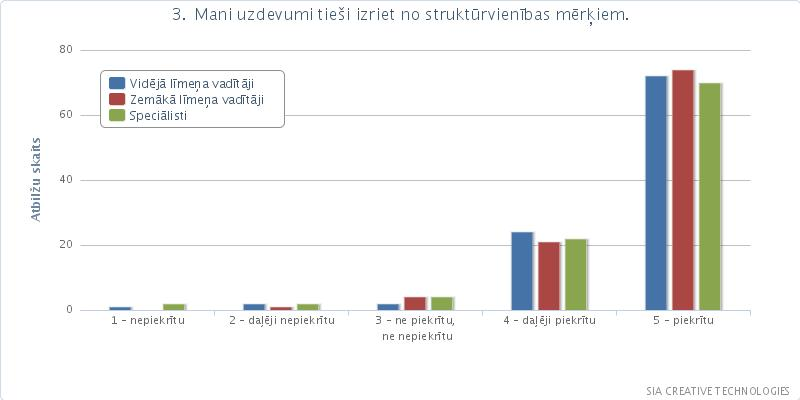 3. Mani uzdevumi tieši izriet no struktūrvienības mērķiem.
80
60
40
20
0
Atbilžu skaits
Vidējā līmeņa vadītāji
Zemākā līmeņa vadītāji
Speciālisti
1 – nepiekrītu
2 – daļēji nepiekrītu
3 – ne piekrītu,
ne nepiekrītu
4 – daļēji piekrītu
5 – piekrītu
SIA CREATIVE TECHNOLOGIES